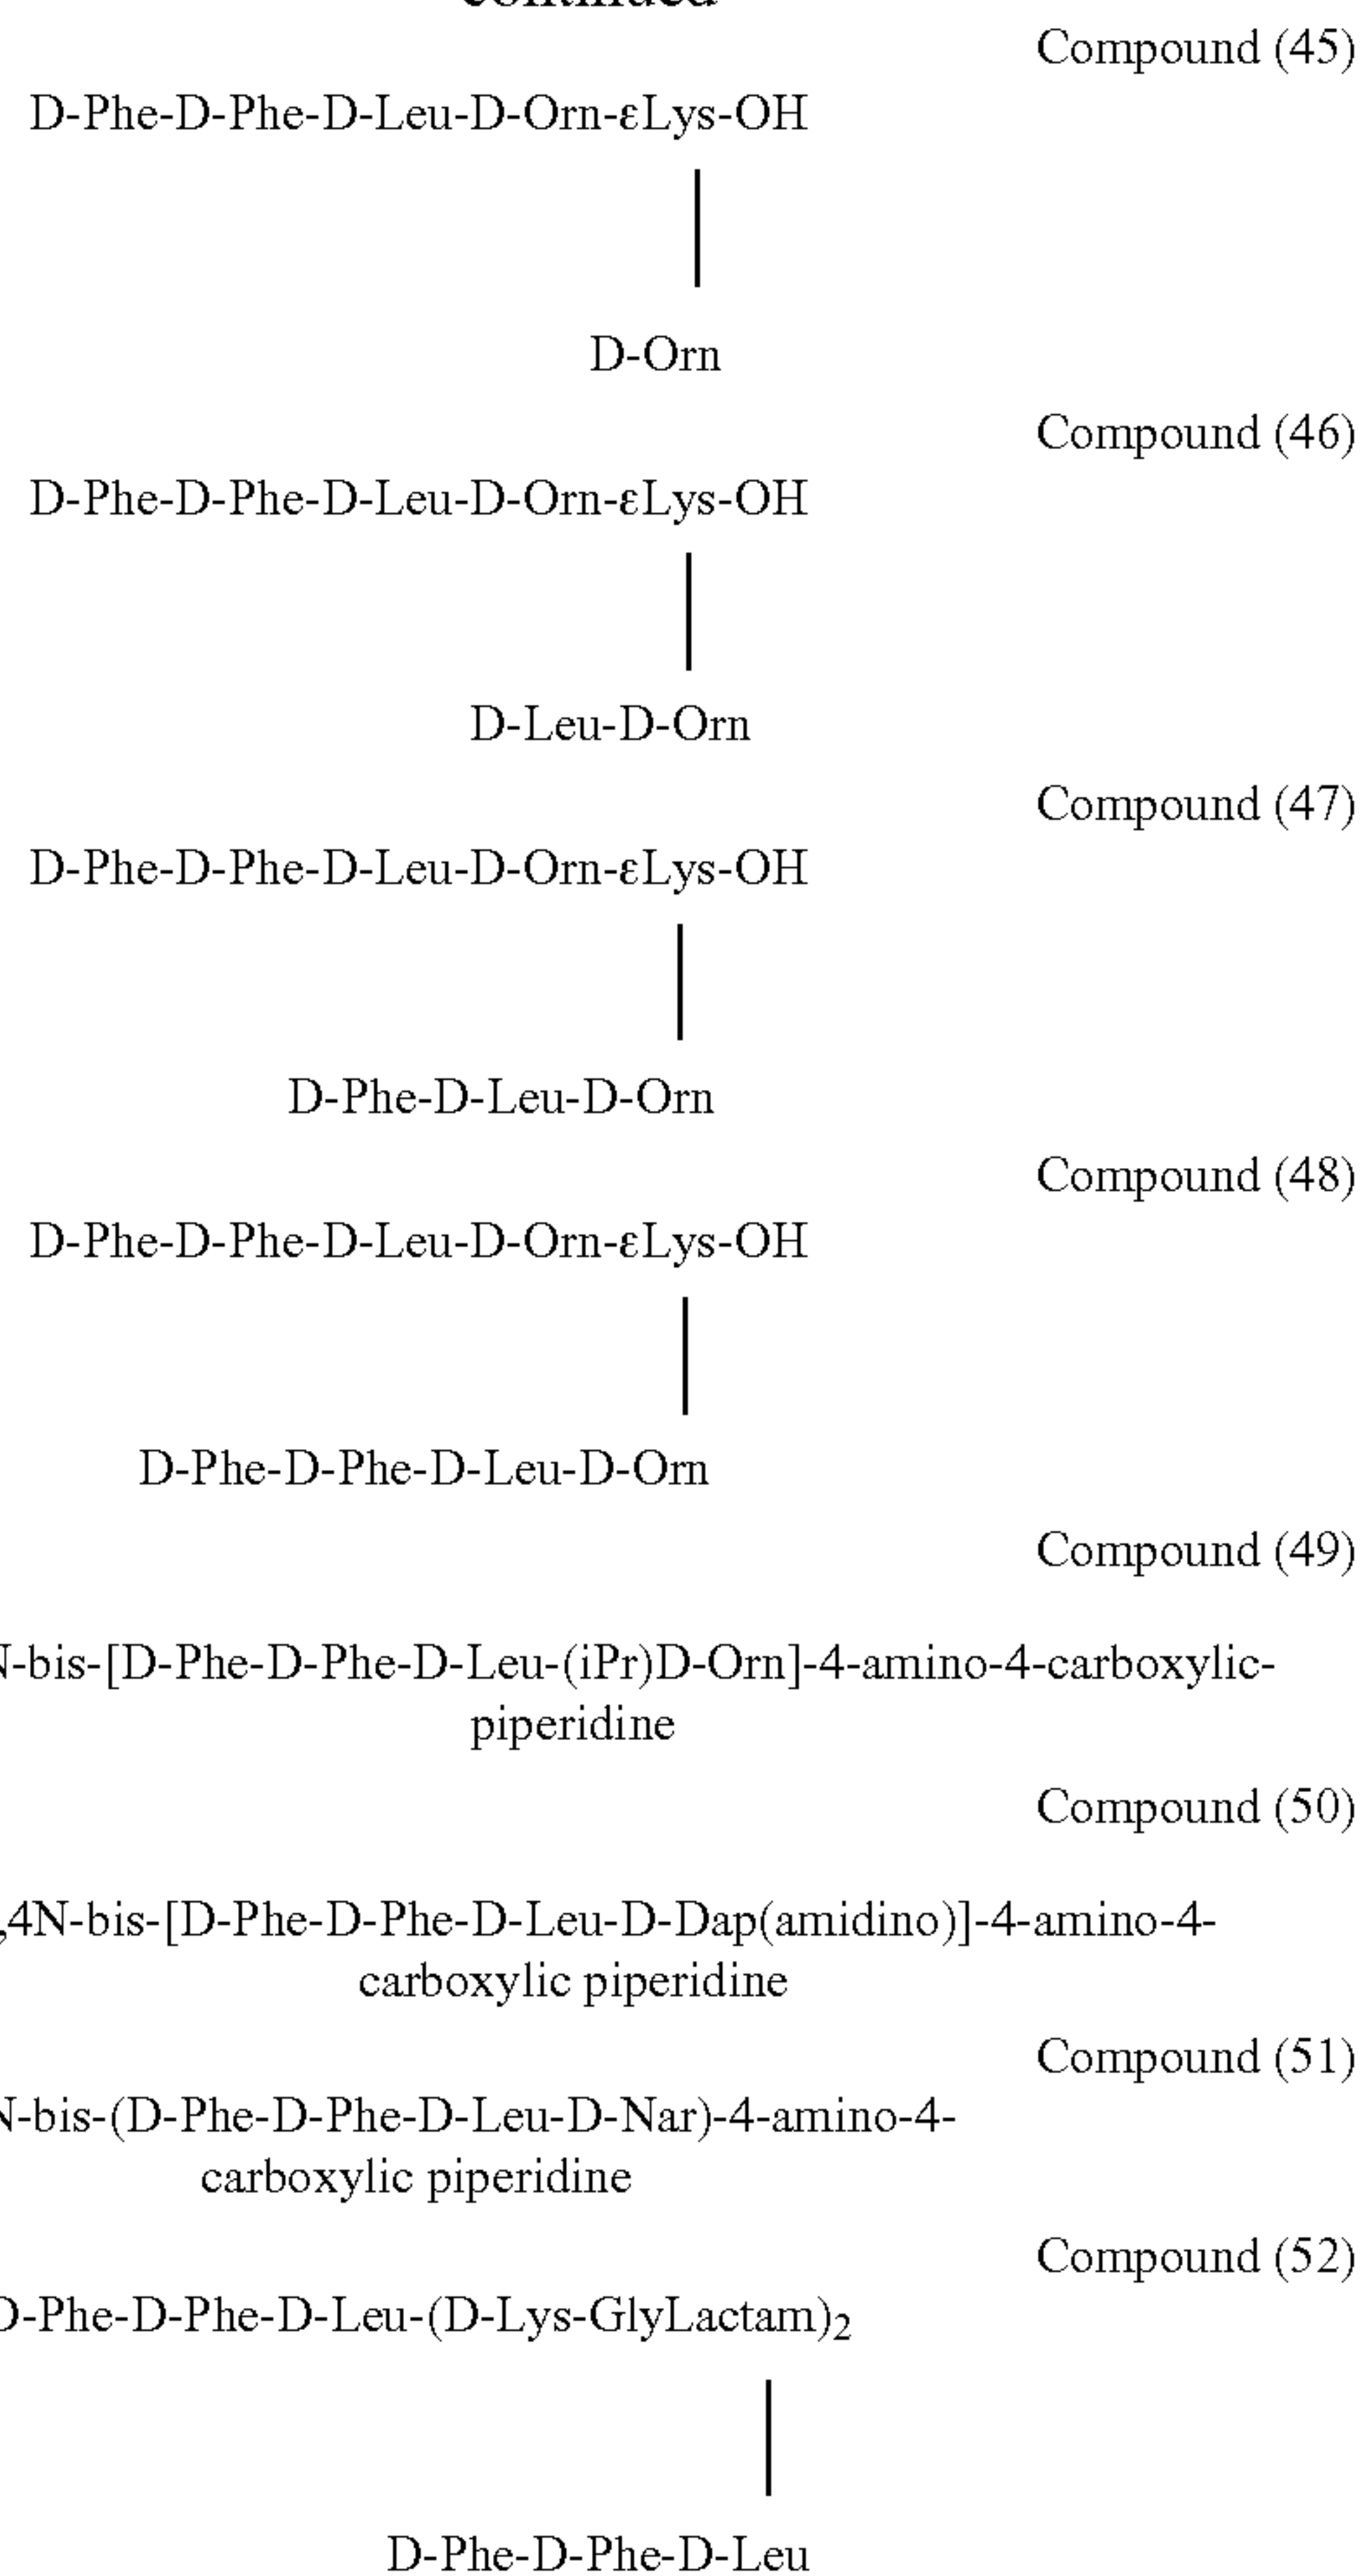 continued
Compound (45)
D-Phe-D-Phe-D-Leu-D-Orn-εLys-OH
D-Orn
Compound (46)
D-Phe-D-Phe-D-Leu-D-Orn-εLys-OH
D-Leu-D-Orn
Compound (47)
D-Phe-D-Phe-D-Leu-D-Orn-εLys-OH
D-Phe-D-Leu-D-Orn
Compound (48)
D-Phe-D-Phe-D-Leu-D-Orn-εLys-OH
D-Phe-D-Phe-D-Leu-D-Orn
Compound (49)
N-bis-[D-Phe-D-Phe-D-Leu-(iPr)D-Orn]-4-amino-4-carboxylic-
piperidine
Compound (50)
,4N-bis-[D-Phe-D-Phe-D-Leu-D-Dap(amidino)]-4-amino-4-
carboxylic piperidine
Compound (51)
N-bis-(D-Phe-D-Phe-D-Leu-D-Nar)-4-amino-4-
carboxylic piperidine
Compound (52)
D-Phe-D-Phe-D-Leu-(D-Lys-GlyLactam)₂
D-Phe-D-Phe-D-Leu